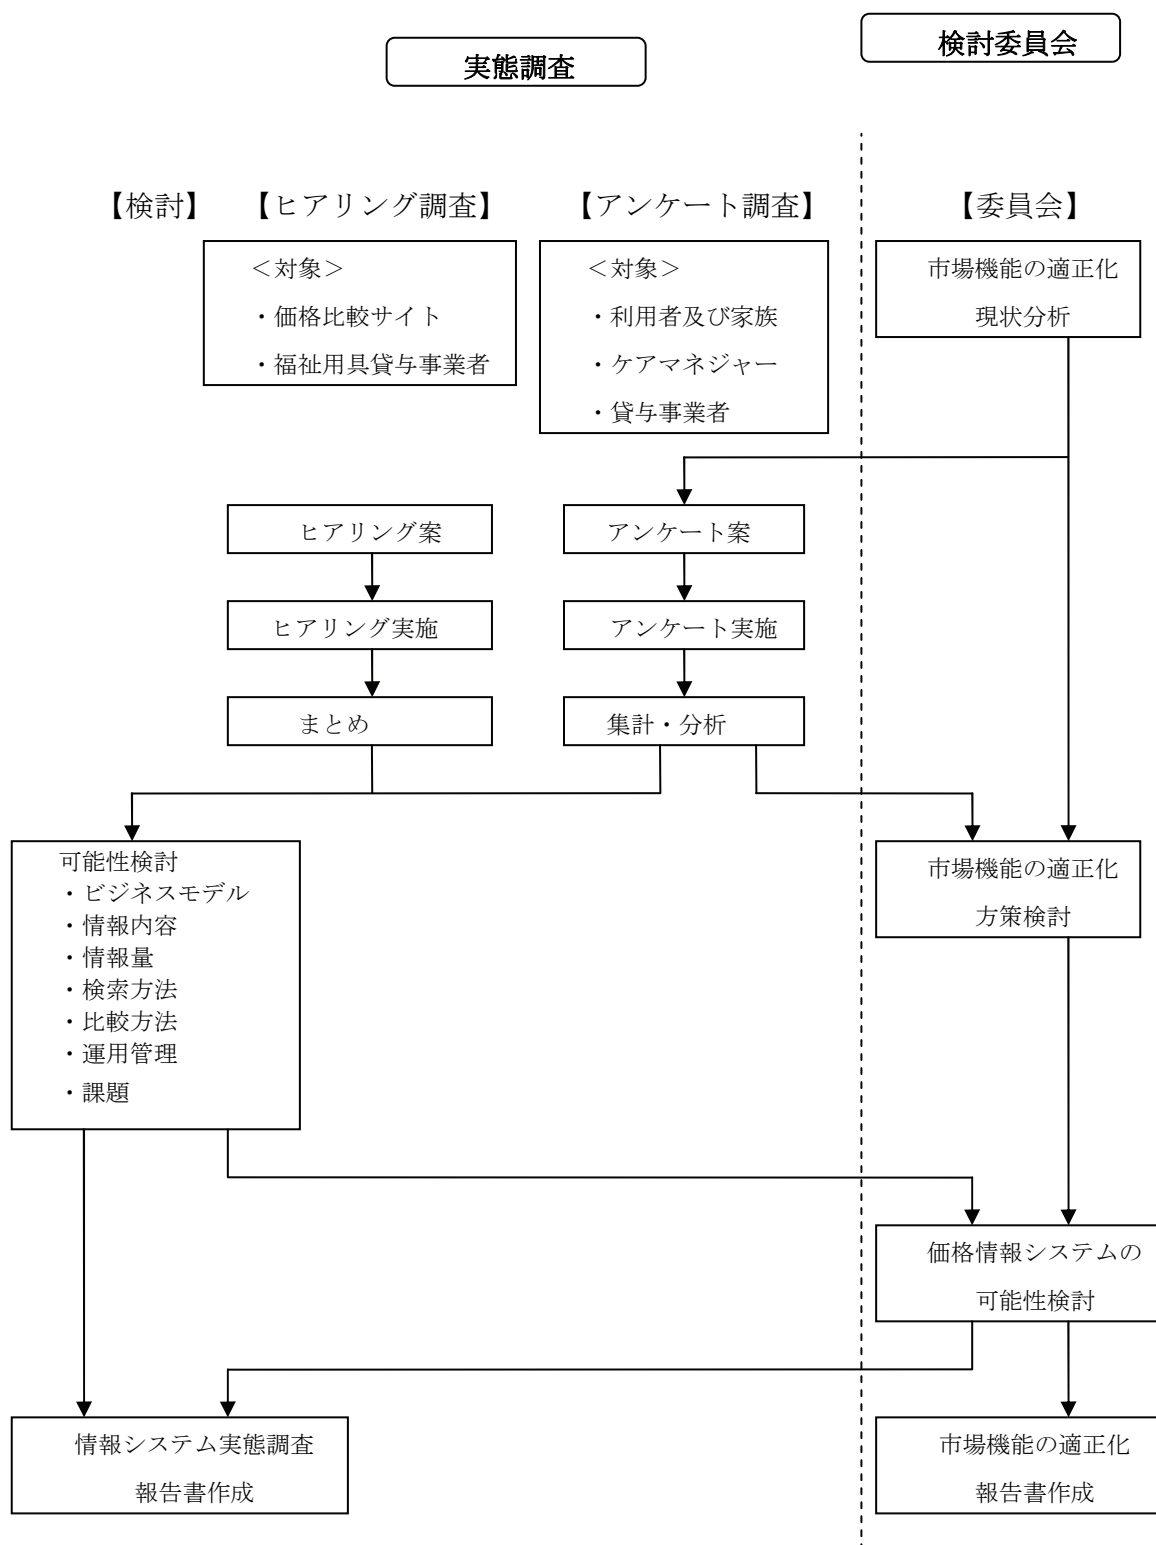 実態調査
検討委員会
【検討】
【ヒアリング調査】
【アンケート調査】
【委員会】
＜対象＞
・価格比較サイト
・福祉用具貸与事業者
＜対象＞
・利用者及び家族
・ケアマネジャー
・貸与事業者
市場機能の適正化
現状分析
ヒアリング案
アンケート案
ヒアリング実施
アンケート実施
まとめ
集計・分析
可能性検討
・ビジネスモデル
・情報内容
・情報量
・検索方法
・比較方法
・運用管理
・課題
市場機能の適正化
方策検討
価格情報システムの
可能性検討
情報システム実態調査
報告書作成
市場機能の適正化
報告書作成